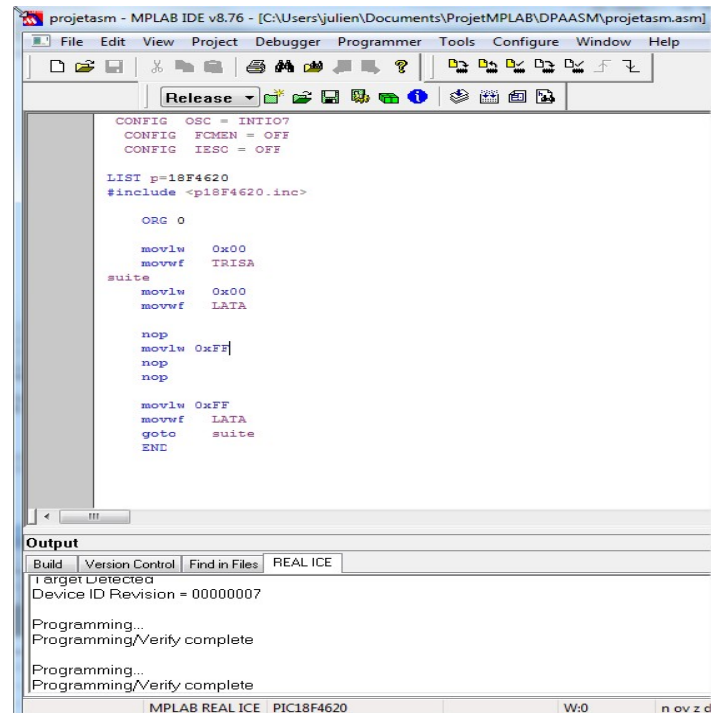 projetasm - MPLAB IDE v8.76 - [C:\Users\julien\Documents\ProjetMPLAB\DPAASM\projetasm.asm]
File Edit View Project Debugger Programmer Tools Configure Window Help
Release
CONFIG OSC = INTIO7
CONFIG FCMEN = OFF
CONFIG IESC = OFF
LIST p=18F4620
#include <p18F4620.inc>
ORG 0
movlw 0x00
movwf TRISA
suite
movlw 0x00
movwf LATA
nop
movlw 0xFF
nop
nop
movlw 0xFF
movwf LATA
goto suite
END
Output
Build Version Control Find in Files REAL ICE
Target Detected
Device ID Revision = 00000007
Programming...
Programming/Verify complete
Programming...
Programming/Verify complete
MPLAB REAL ICE PIC18F4620 W:0 n ov z d